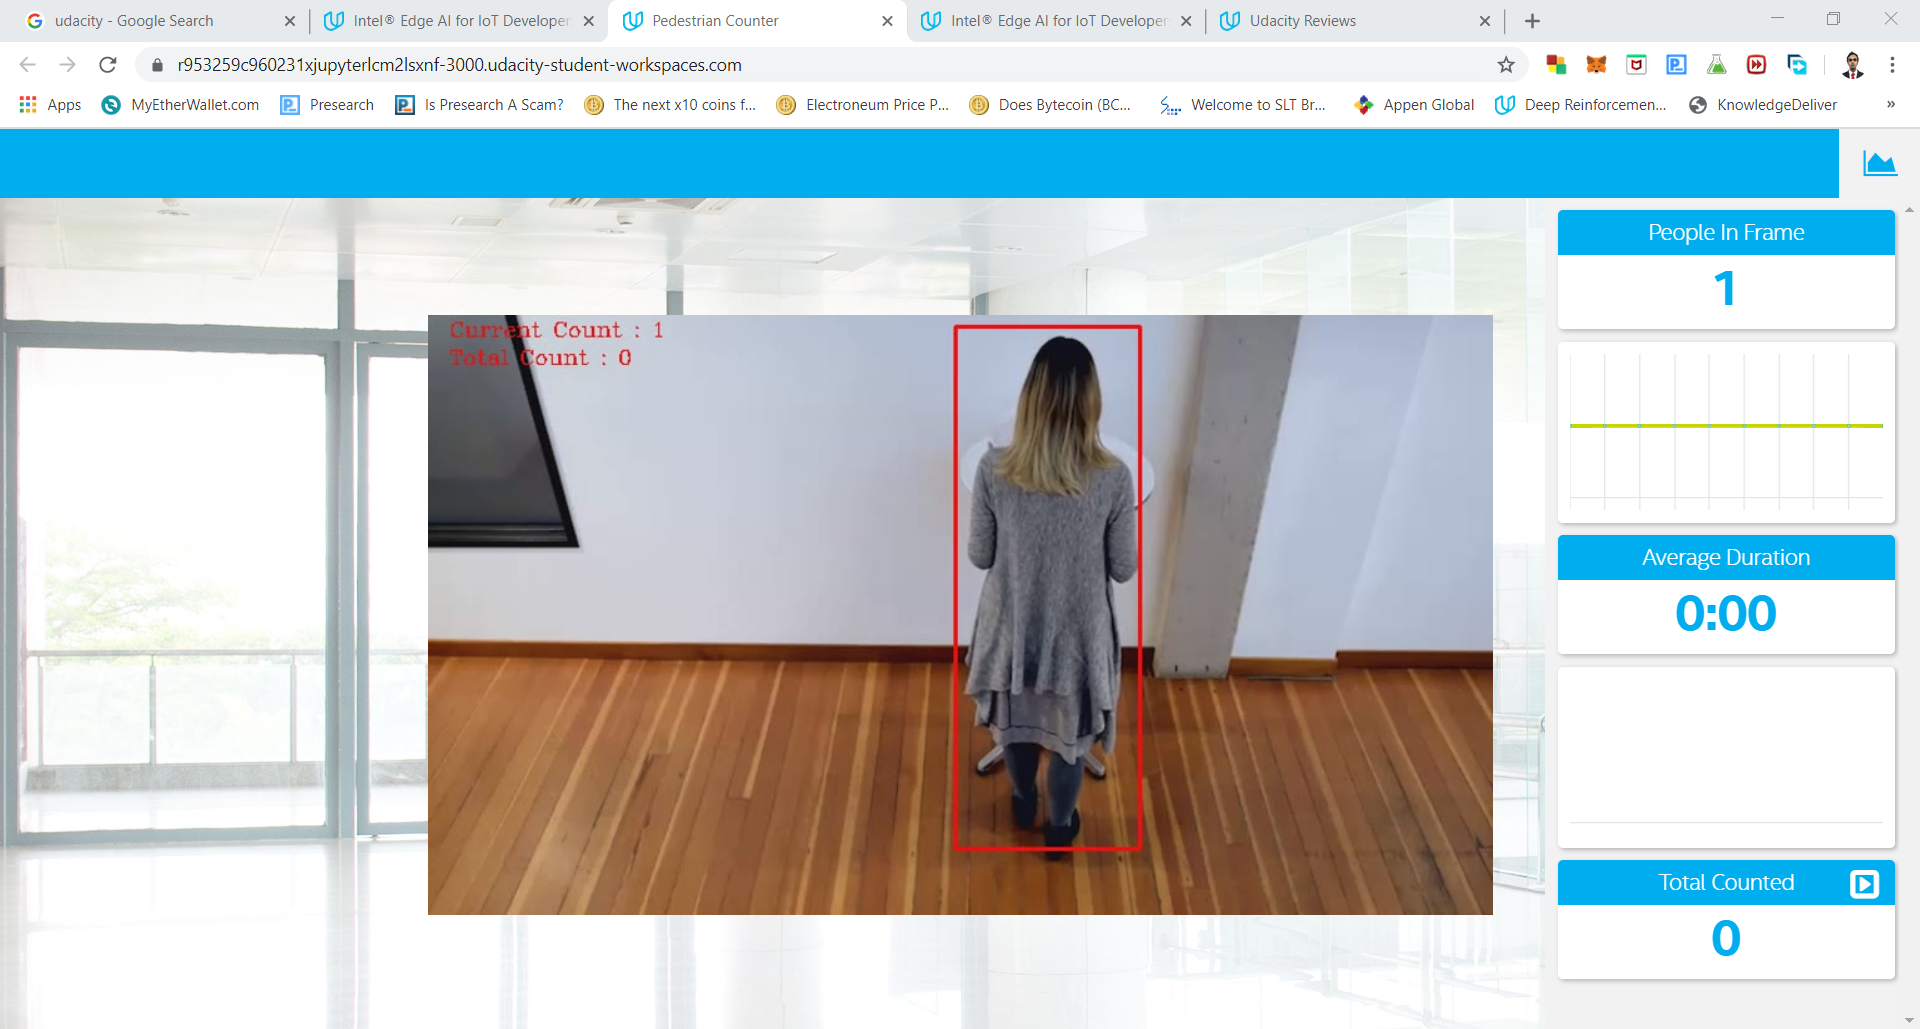 udacity - Google Search
Intel® Edge AI for IoT Developer
Pedestrian Counter
Intel® Edge AI for IoT Developer
Udacity Reviews
r953259c960231xjupyterlcm2lsxnf-3000.udacity-student-workspaces.com
Apps
MyEtherWallet.com
Presearch
Is Presearch A Scam?
The next x10 coins f...
Electroneum Price P...
Does Bytecoin (BC...
Welcome to SLT Br...
Appen Global
Deep Reinforcemen...
KnowledgeDeliver
»
Current Count : 1
Total Count : 0
People In Frame
1
Average Duration
0:00
Total Counted
0